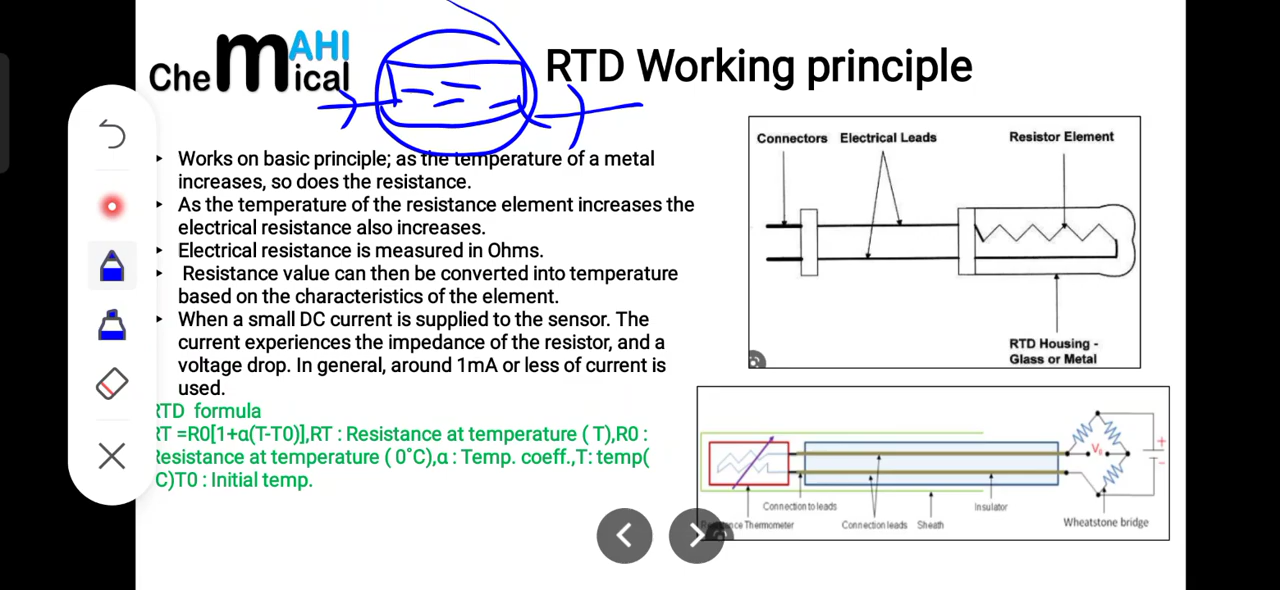 Che mAHI ical
RTD Working principle
Works on basic principle; as the temperature of a metal
increases, so does the resistance.
As the temperature of the resistance element increases the
electrical resistance also increases.
Electrical resistance is measured in Ohms.
Resistance value can then be converted into temperature
based on the characteristics of the element.
When a small DC current is supplied to the sensor. The
current experiences the impedance of the resistor, and a
voltage drop. In general, around 1mA or less of current is
used.
RTD formula
RT =R0[1+α(T-T0)],RT : Resistance at temperature ( T),R0 :
Resistance at temperature ( 0°C),α : Temp. coeff.,T: temp(
C)T0 : Initial temp.
Connectors Electrical Leads Resistor Element
RTD Housing -
Glass or Metal
+
V
-
Connection to leads Insulator
Thermometer Connection leads Sheath Wheatstone bridge